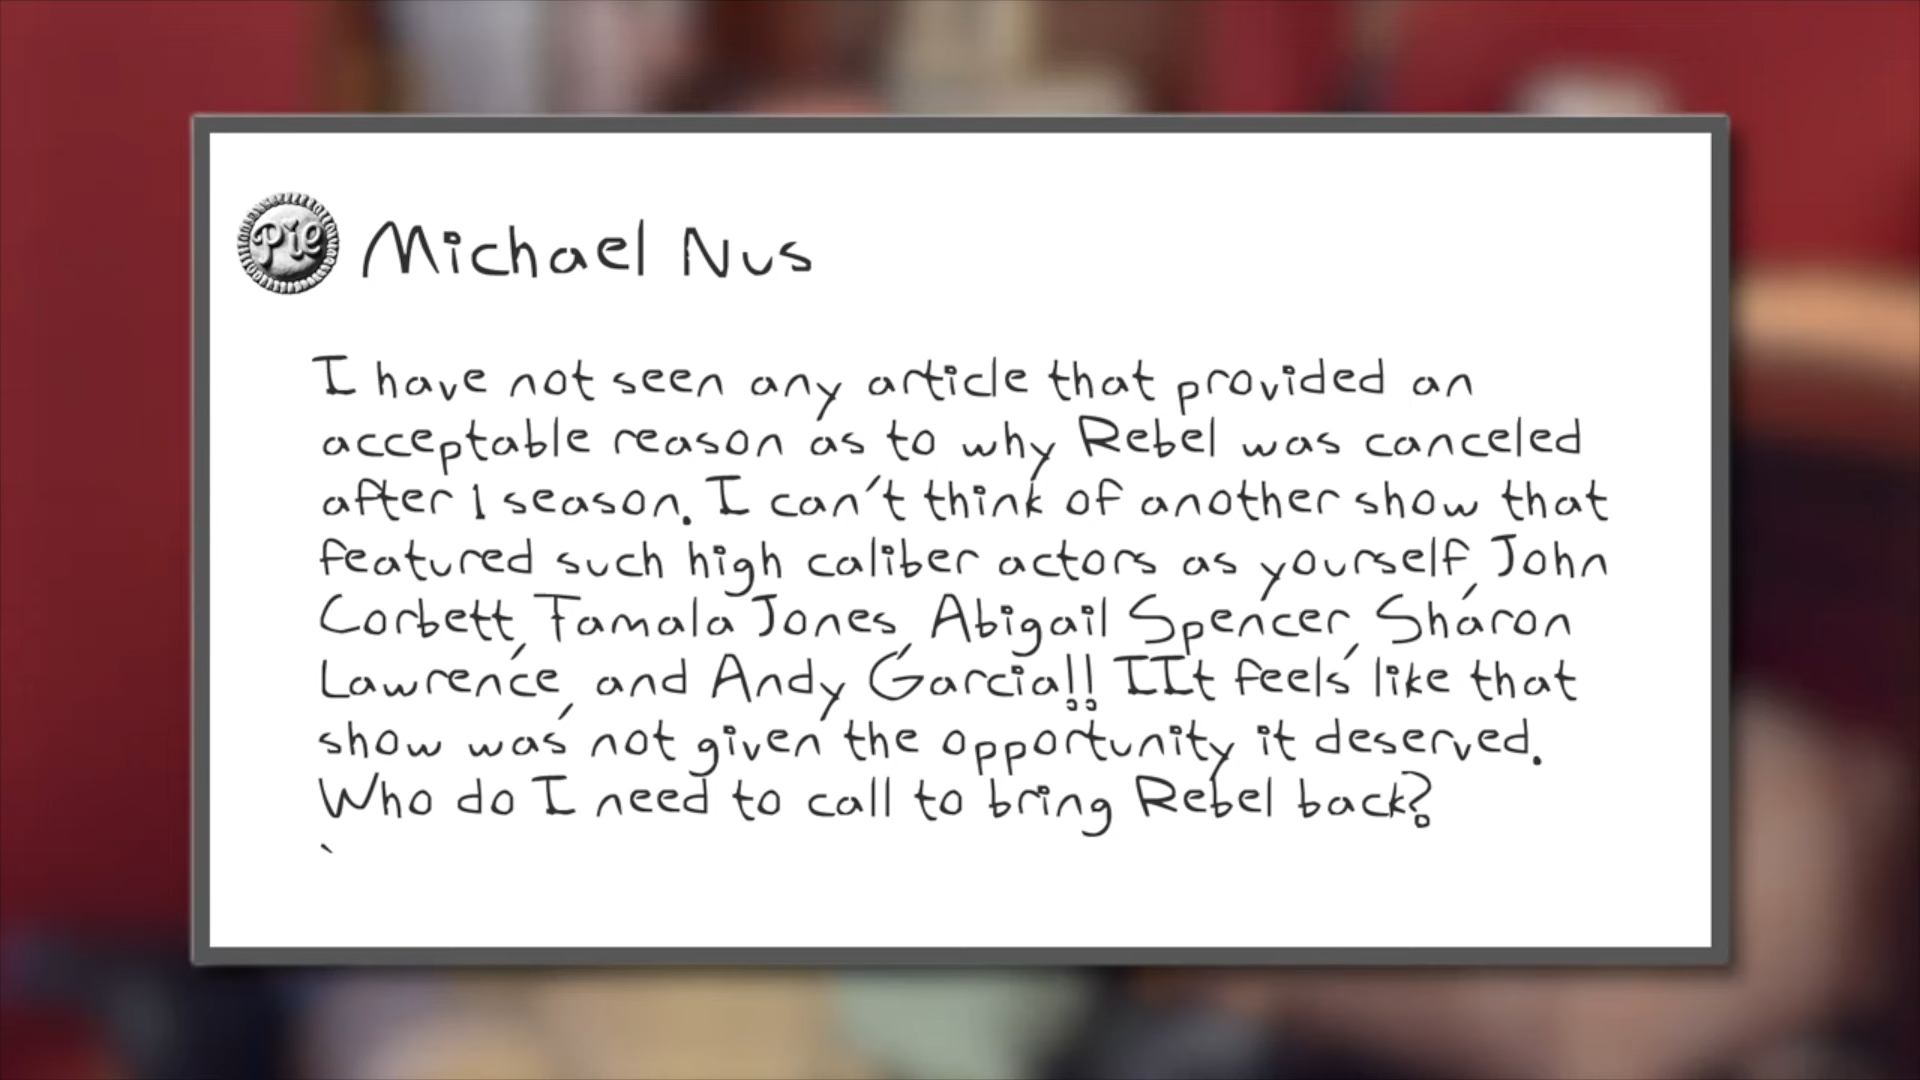 Pie
Michael Nus
I have not seen any article that provided an
acceptable reason as to why Rebel was canceled
after 1 season. I can't think of another show that
featured such high caliber actors as yourself, John
Corbett, Tamala Jones, Abigail Spencer, Sharon
Lawrence, and Andy Garcia!! IIt feels like that
show was not given the opportunity it deserved.
Who do I need to call to bring Rebel back?
`